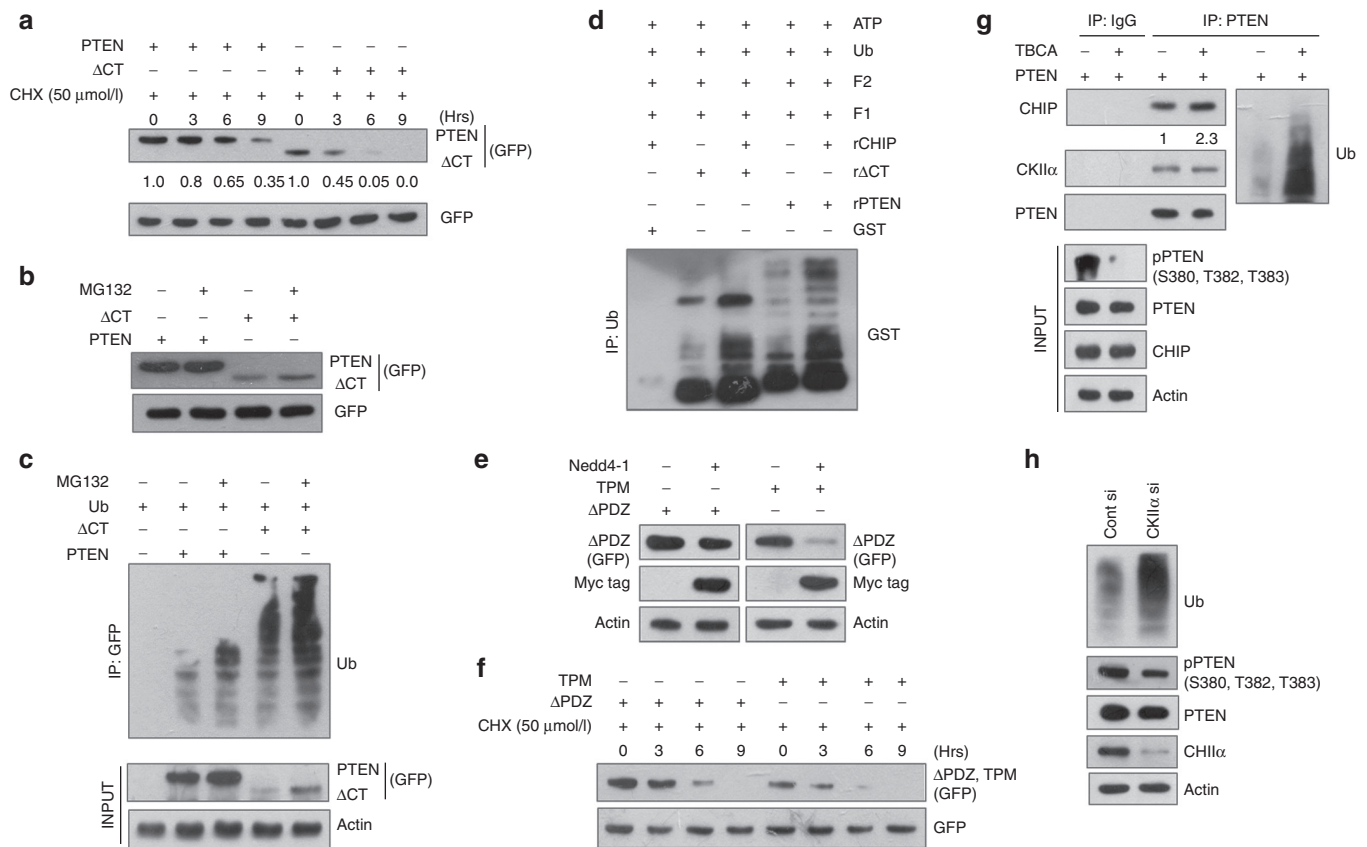 a
PTEN + + + + – – – –
ΔCT – – – – + + + +
CHX (50 μmol/l) + + + + + + + +
0 3 6 9 0 3 6 9 (Hrs)
PTEN
ΔCT
(GFP)
1.0 0.8 0.65 0.35 1.0 0.45 0.05 0.0
GFP
b
MG132 – + – +
ΔCT – – + +
PTEN + + – –
PTEN
ΔCT
(GFP)
GFP
c
MG132 – – + – +
Ub + + + + +
ΔCT – – – + +
PTEN – + + – –
IP: GFP
Ub
INPUT
PTEN
ΔCT
(GFP)
Actin
d
+ + + + + ATP
+ + + + + Ub
+ + + + + F2
+ + + + + F1
+ – + – + rCHIP
– + + – – rΔCT
– – – + + rPTEN
+ – – – – GST
IP: Ub
GST
e
Nedd4-1 – + – +
TPM – – + +
ΔPDZ + + – –
ΔPDZ
(GFP)
ΔPDZ
(GFP)
Myc tag
Myc tag
Actin
Actin
f
TPM – – – – + + + +
ΔPDZ + + + + – – – –
CHX (50 μmol/l) + + + + + + + +
0 3 6 9 0 3 6 9 (Hrs)
ΔPDZ, TPM
(GFP)
GFP
g
IP: IgG IP: PTEN
TBCA – + – + – +
PTEN + + + + + +
CHIP
1 2.3
CKIIα
PTEN
Ub
INPUT
pPTEN
(S380, T382, T383)
PTEN
CHIP
Actin
h
Cont si
CKIIα si
Ub
pPTEN
(S380, T382, T383)
PTEN
CHIIα
Actin